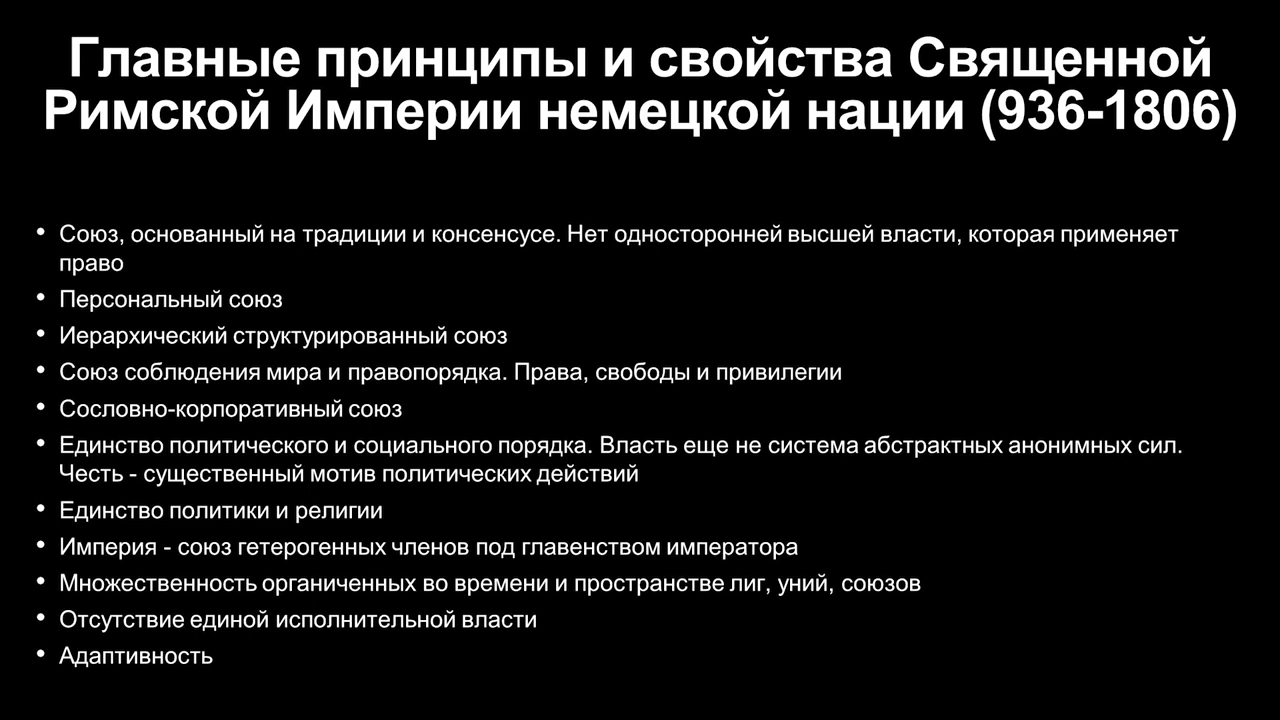 Главные принципы и свойства Священной
Римской Империи немецкой нации (936-1806)
• Союз, основанный на традиции и консенсусе. Нет односторонней высшей власти, которая применяет
право
• Персональный союз
• Иерархический структурированный союз
• Союз соблюдения мира и правопорядка. Права, свободы и привилегии
• Сословно-корпоративный союз
• Единство политического и социального порядка. Власть еще не система абстрактных анонимных сил.
Честь - существенный мотив политических действий
• Единство политики и религии
• Империя - союз гетерогенных членов под главенством императора
• Множественность органиченных во времени и пространстве лиг, уний, союзов
• Отсутствие единой исполнительной власти
• Адаптивность